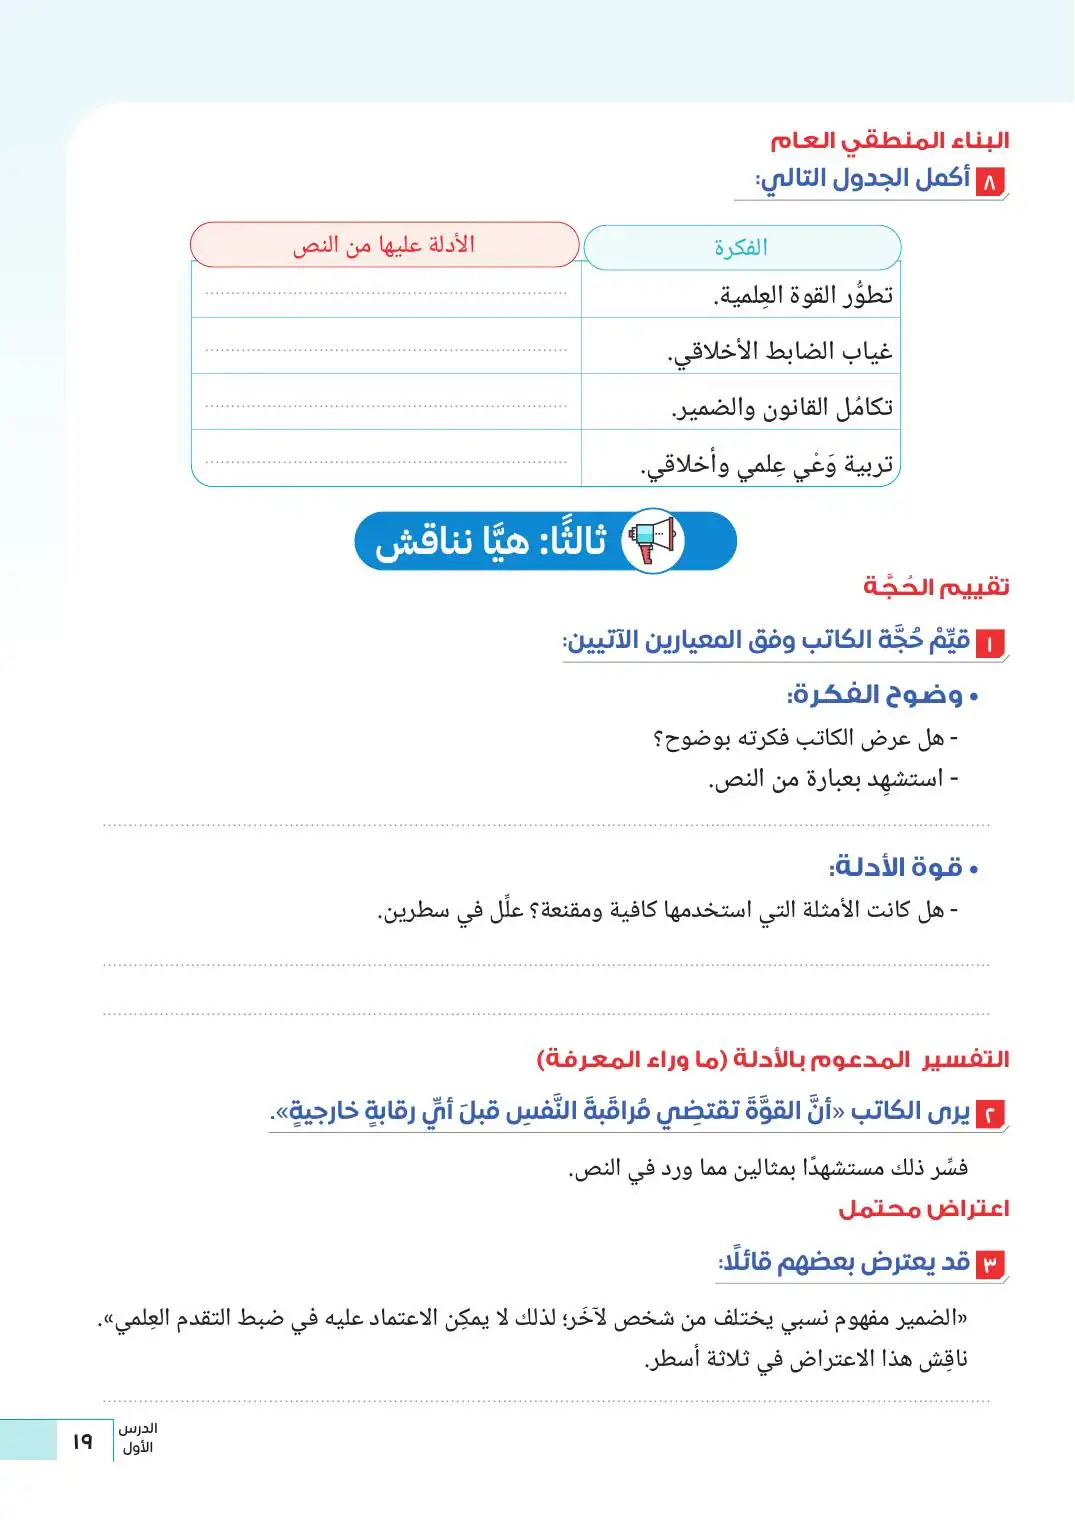 البناء المنطقي العام
٨ أكمل الجدول التالي:
الفكرة الأدلة عليها من النص
تطوُّر القوة العِلمية.
غياب الضابط الأخلاقي.
تكامُل القانون والضمير.
تربية وَعْي عِلمي وأخلاقي.
ثالثًا: هيَّا نناقش
تقييم الحُجَّة
١ قيِّمْ حُجَّة الكاتب وفق المعيارين الآتيين:
• وضوح الفكرة:
- هل عرض الكاتب فكرته بوضوح؟
- استشهِد بعبارة من النص.
• قوة الأدلة:
- هل كانت الأمثلة التي استخدمها كافية ومقنعة؟ علِّل في سطرين.
التفسير المدعوم بالأدلة (ما وراء المعرفة)
٢ يرى الكاتب «أنَّ القوَّةَ تقتضِي مُراقَبةَ النَّفسِ قبلَ أيِّ رقابةٍ خارجيةٍ».
فسِّر ذلك مستشهدًا بمثالين مما ورد في النص.
اعتراض محتمل
٣ قد يعترض بعضهم قائلًا:
«الضمير مفهوم نسبي يختلف من شخص لآخَر؛ لذلك لا يمكِن الاعتماد عليه في ضبط التقدم العِلمي».
ناقِش هذا الاعتراض في ثلاثة أسطر.
الدرس
الأول
١٩